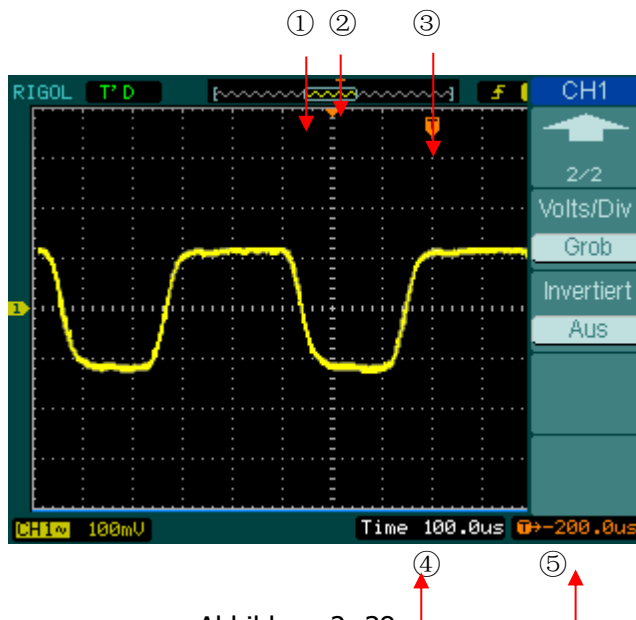 ① ② ③
RIGOL T'D CH1
T
2/2
Volts/Div
Grob
Invertiert
1
Aus
CH1 100mV Time 100.0us T→-200.0us
④ ⑤